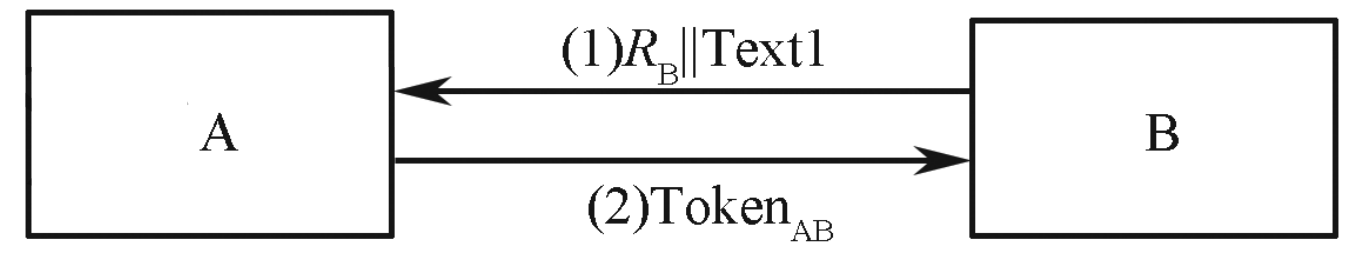 (1)R_B||Text1
A
B
(2)Token_AB